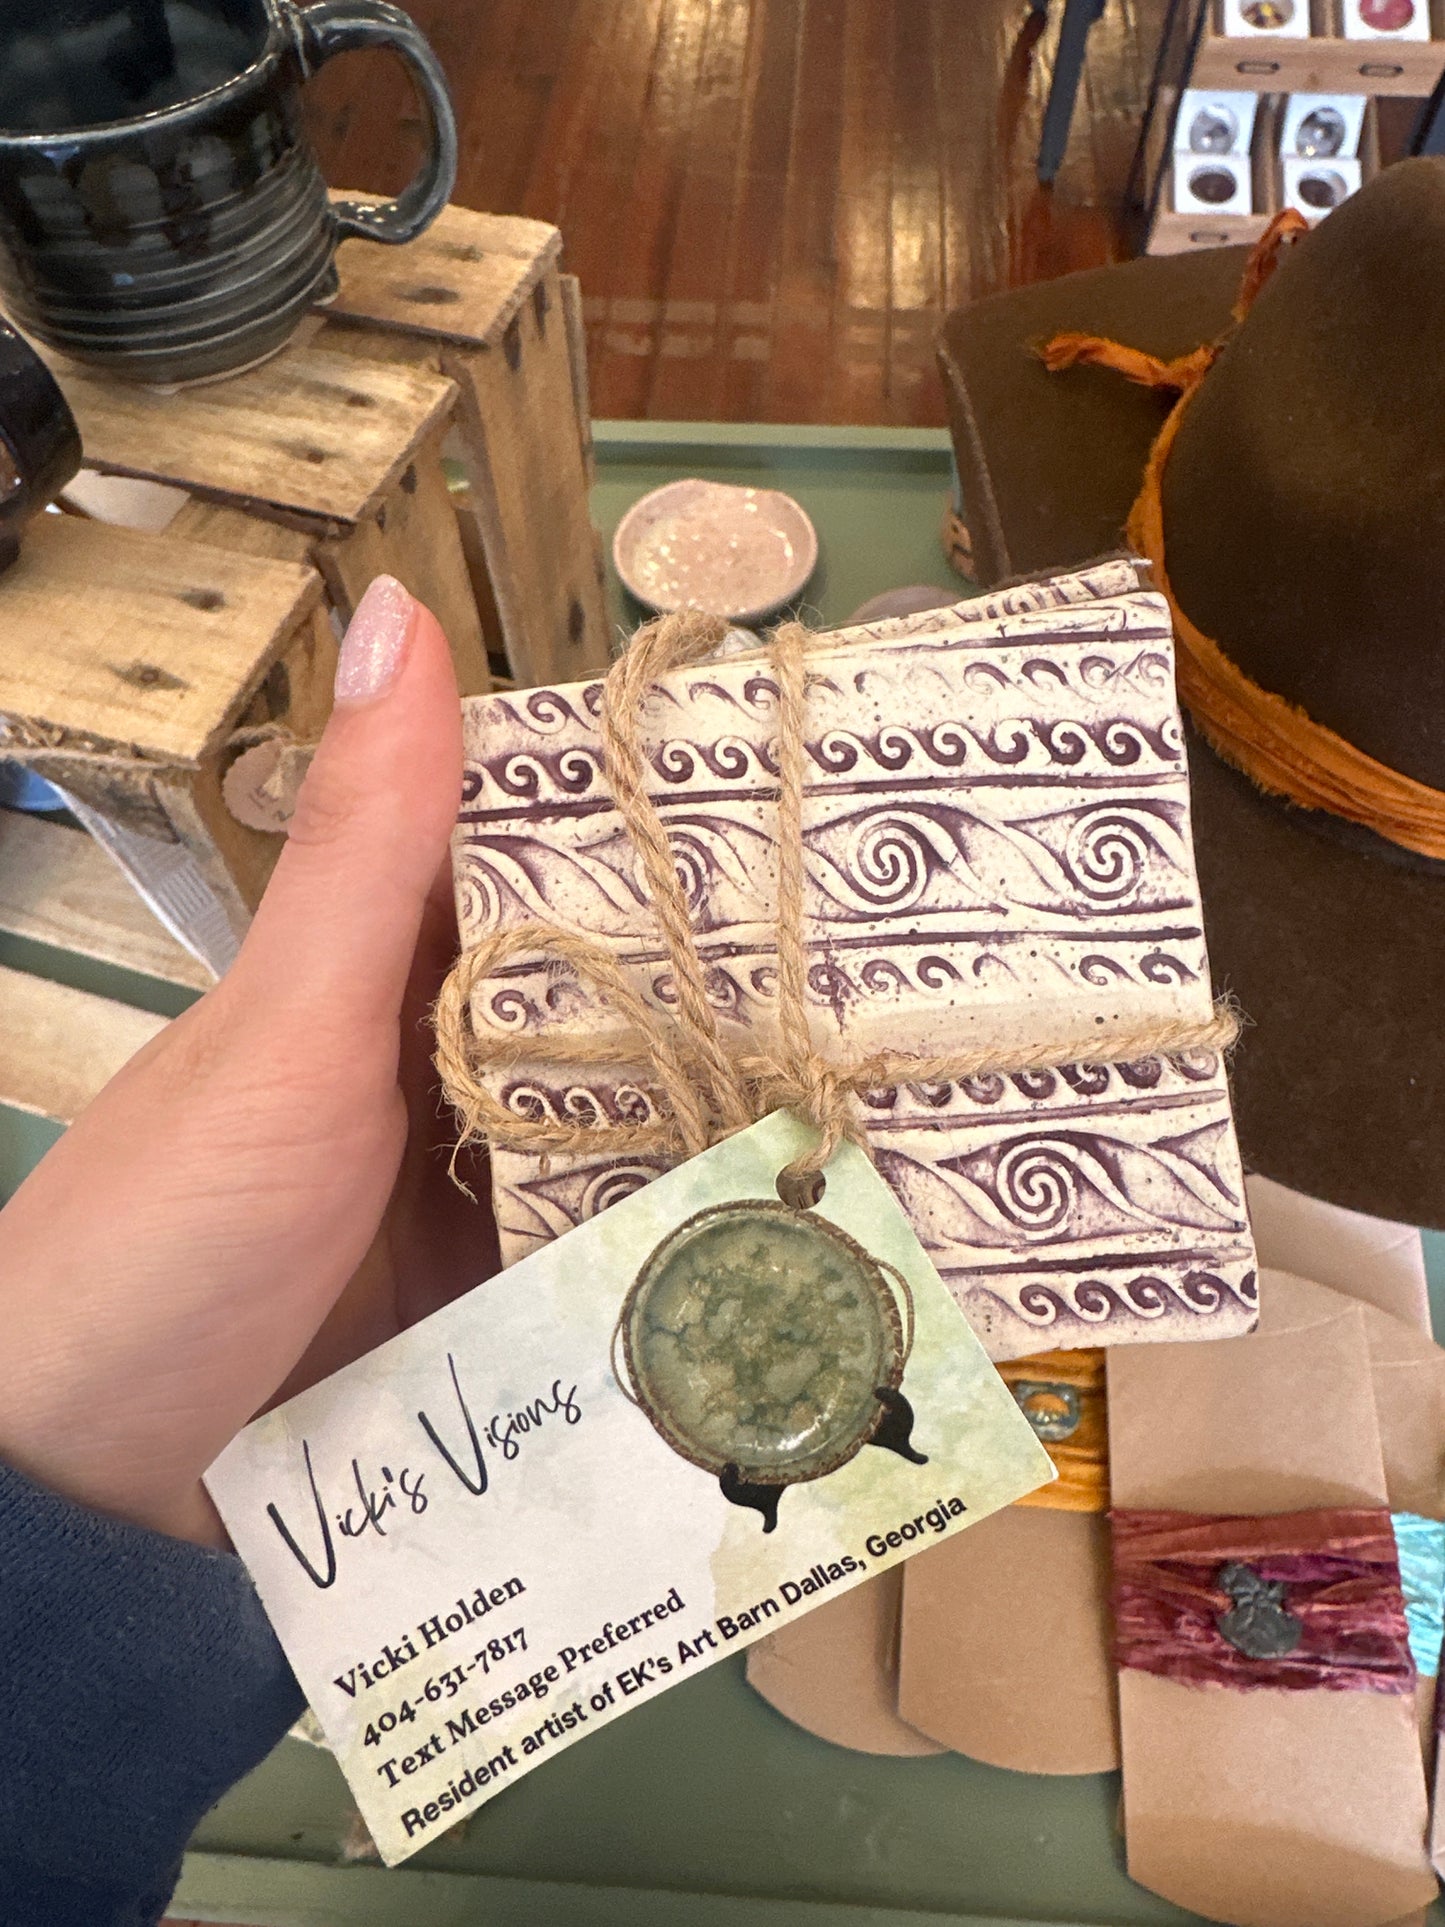 Vicki's Visions
Vicki Holden
404-631-7817
Text Message Preferred
Resident artist of EK's Art Barn Dallas, Georgia